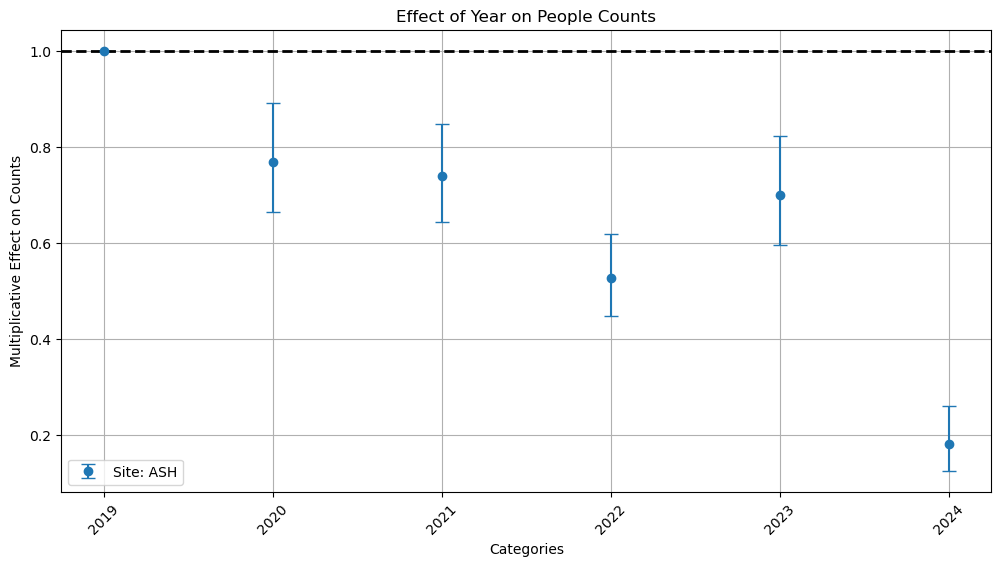 Effect of Year on People Counts
Multiplicative Effect on Counts
1.0
0.8
0.6
0.4
0.2
Site: ASH
2019
2020
2021
2022
2023
2024
Categories